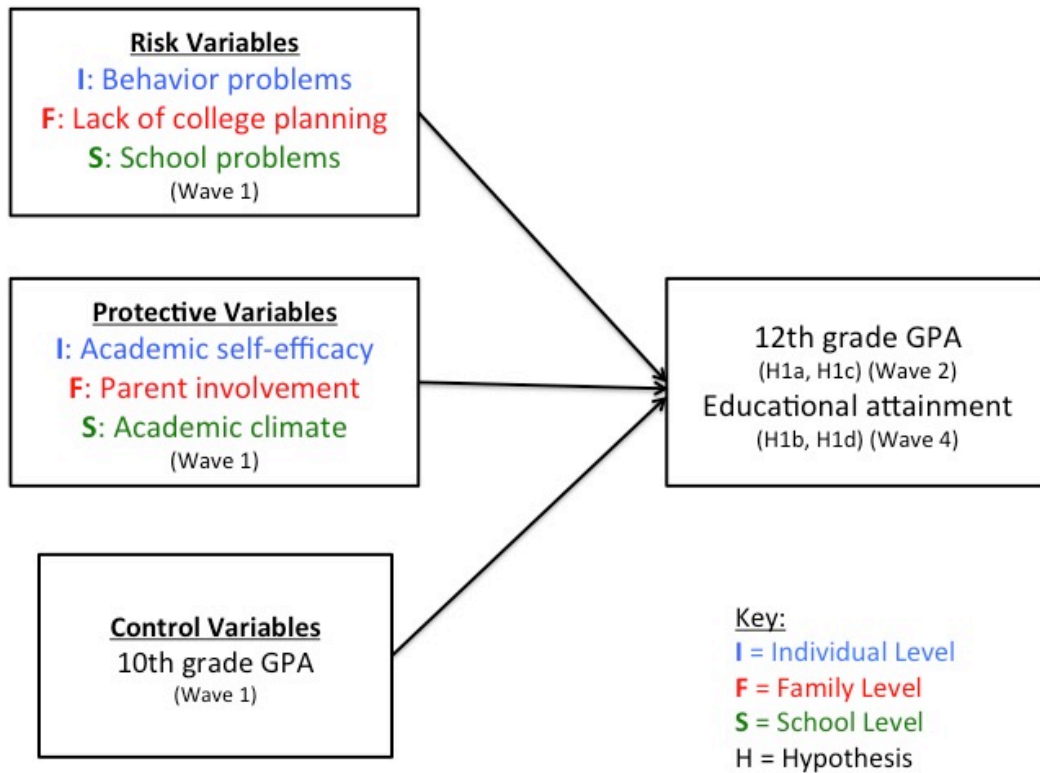 Risk Variables
I: Behavior problems
F: Lack of college planning
S: School problems
(Wave 1)
Protective Variables
I: Academic self-efficacy
F: Parent involvement
S: Academic climate
(Wave 1)
12th grade GPA
(H1a, H1c) (Wave 2)
Educational attainment
(H1b, H1d) (Wave 4)
Control Variables
10th grade GPA
(Wave 1)
Key:
I = Individual Level
F = Family Level
S = School Level
H = Hypothesis